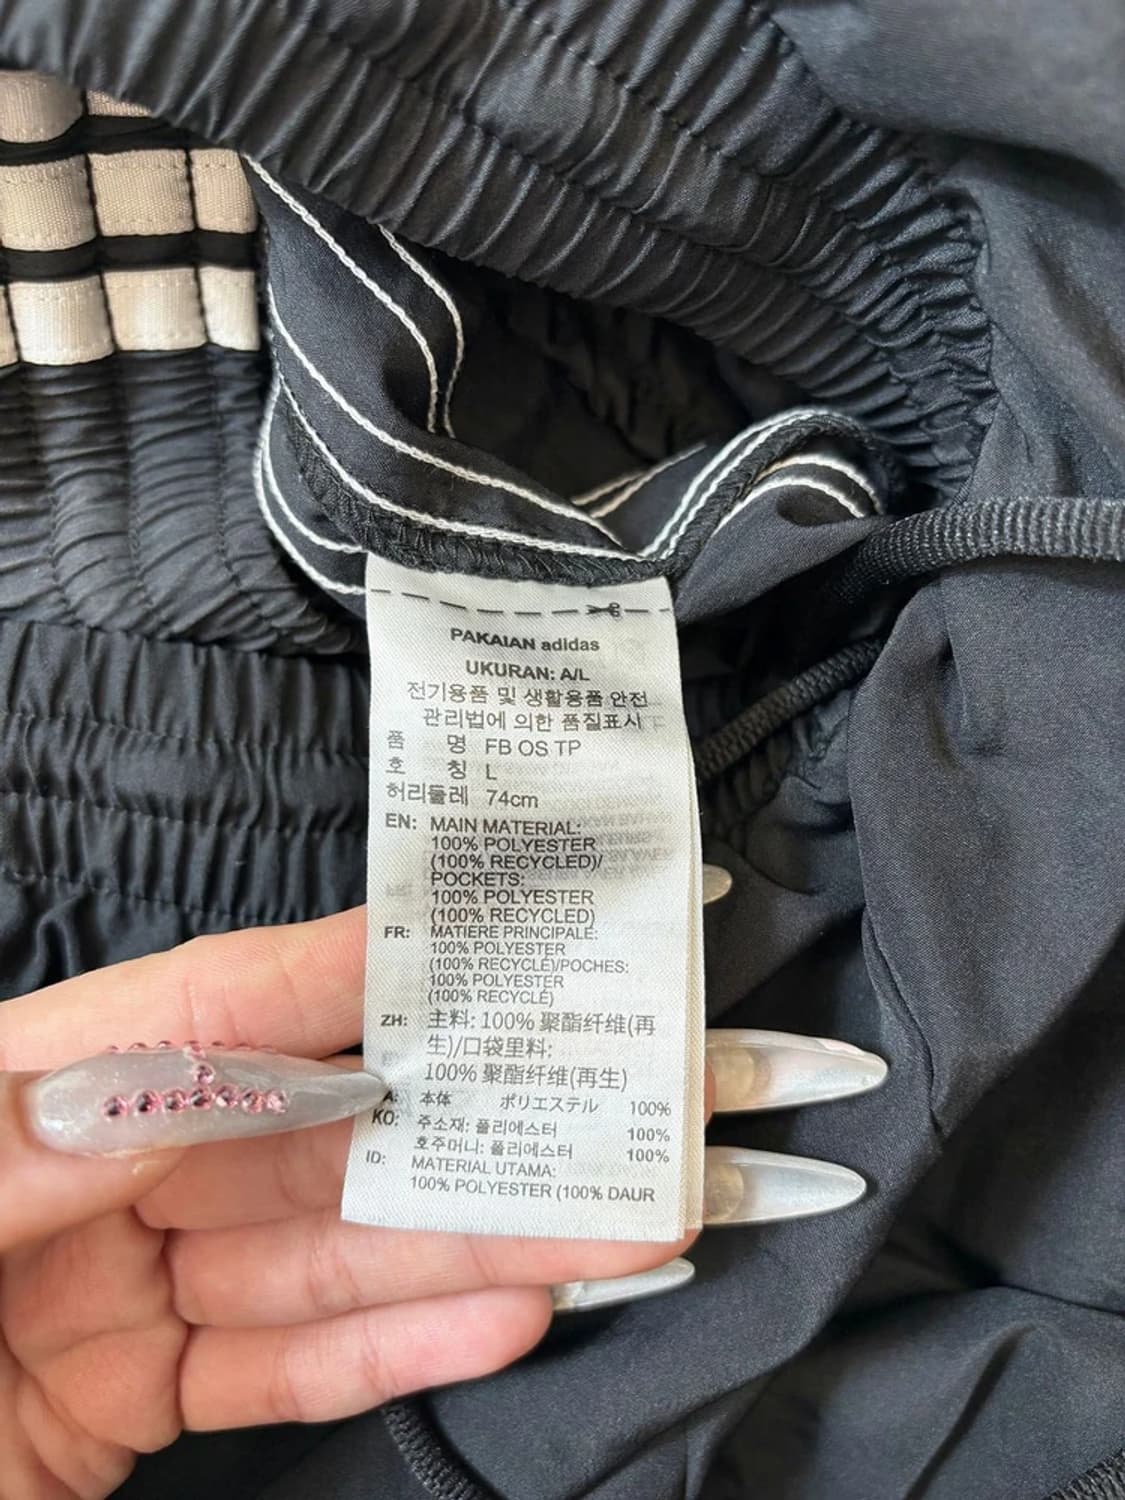 PAKAIAN adidas
UKURAN: A/L
전기용품 및 생활용품 안전
관리법에 의한 품질표시
품 명 FB OS TP
호 칭 L
허리둘레 74cm
EN: MAIN MATERIAL:
100% POLYESTER
(100% RECYCLED)/
POCKETS:
100% POLYESTER
(100% RECYCLED)
FR: MATIERE PRINCIPALE:
100% POLYESTER
(100% RECYCLÉ)/POCHES:
100% POLYESTER
(100% RECYCLÉ)
ZH: 主料: 100% 聚酯纤维(再
生)/口袋里料:
100% 聚酯纤维(再生)
A: 本体 ポリエステル 100%
KO: 주소재: 폴리에스터 100%
호주머니: 폴리에스터 100%
ID: MATERIAL UTAMA:
100% POLYESTER (100% DAUR